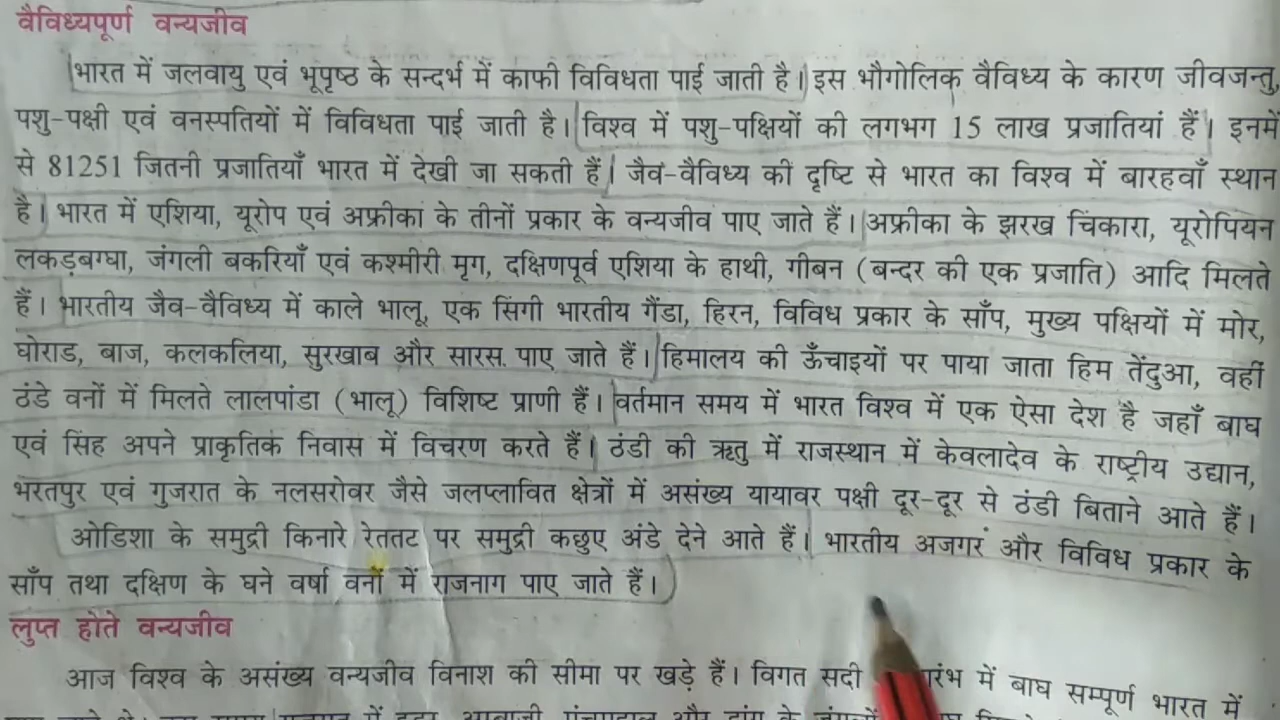 वैविध्यपूर्ण वन्यजीव
भारत में जलवायु एवं भूपृष्ठ के सन्दर्भ में काफी विविधता पाई जाती है। इस भौगोलिक वैविध्य के कारण जीवजन्तु,
पशु-पक्षी एवं वनस्पतियों में विविधता पाई जाती है। विश्व में पशु-पक्षियों की लगभग 15 लाख प्रजातियां हैं। इनमें
से 81251 जितनी प्रजातियाँ भारत में देखी जा सकती हैं। जैव-वैविध्य की दृष्टि से भारत का विश्व में बारहवाँ स्थान
है। भारत में एशिया, यूरोप एवं अफ्रीका के तीनों प्रकार के वन्यजीव पाए जाते हैं। अफ्रीका के झरख चिंकारा, यूरोपियन
लकड़बग्घा, जंगली बकरियाँ एवं कश्मीरी मृग, दक्षिणपूर्व एशिया के हाथी, गीबन (बन्दर की एक प्रजाति) आदि मिलते
हैं। भारतीय जैव-वैविध्य में काले भालू, एक सिंगी भारतीय गैंडा, हिरन, विविध प्रकार के साँप, मुख्य पक्षियों में मोर,
घोराड, बाज, कलकलिया, सुरखाब और सारस पाए जाते हैं। हिमालय की ऊँचाइयों पर पाया जाता हिम तेंदुआ, वहीं
ठंडे वनों में मिलते लालपांडा (भालू) विशिष्ट प्राणी हैं। वर्तमान समय में भारत विश्व में एक ऐसा देश है जहाँ बाघ
एवं सिंह अपने प्राकृतिक निवास में विचरण करते हैं। ठंडी की ऋतु में राजस्थान में केवलादेव के राष्ट्रीय उद्यान,
भरतपुर एवं गुजरात के नलसरोवर जैसे जलप्लावित क्षेत्रों में असंख्य यायावर पक्षी दूर-दूर से ठंडी बिताने आते हैं।
ओडिशा के समुद्री किनारे रेततट पर समुद्री कछुए अंडे देने आते हैं। भारतीय अजगर और विविध प्रकार के
साँप तथा दक्षिण के घने वर्षा वनों में राजनाग पाए जाते हैं।
लुप्त होते वन्यजीव
आज विश्व के असंख्य वन्यजीव विनाश की सीमा पर खड़े हैं। विगत सदी में बाघ सम्पूर्ण भारत में